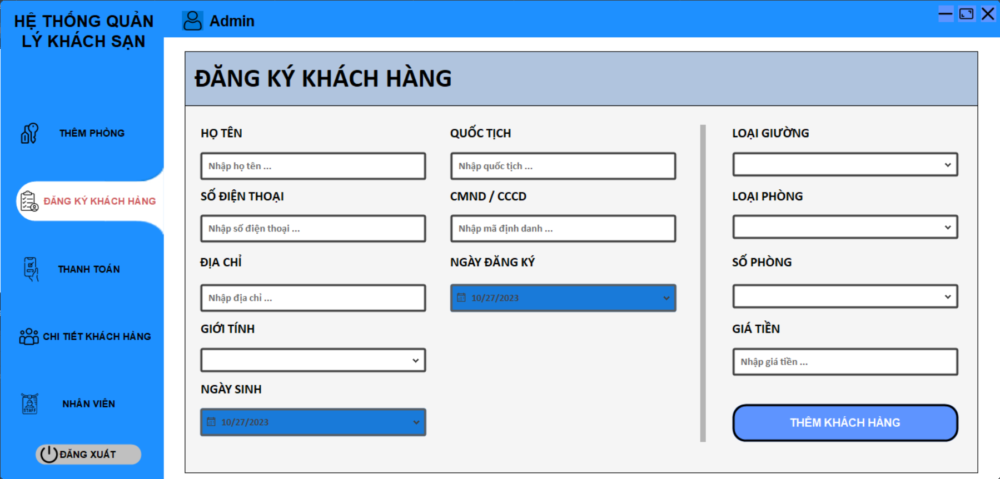 HỆ THỐNG QUẢN
LÝ KHÁCH SẠN
Admin
THÊM PHÒNG
ĐĂNG KÝ KHÁCH HÀNG
THANH TOÁN
CHI TIẾT KHÁCH HÀNG
STAFF
NHÂN VIÊN
ĐĂNG XUẤT
ĐĂNG KÝ KHÁCH HÀNG
HỌ TÊN
Nhập họ tên ...
SỐ ĐIỆN THOẠI
Nhập số điện thoại ...
ĐỊA CHỈ
Nhập địa chỉ ...
GIỚI TÍNH
NGÀY SINH
10/27/2023
QUỐC TỊCH
Nhập quốc tịch ...
CMND / CCCD
Nhập mã định danh ...
NGÀY ĐĂNG KÝ
10/27/2023
LOẠI GIƯỜNG
LOẠI PHÒNG
SỐ PHÒNG
GIÁ TIỀN
Nhập giá tiền ...
THÊM KHÁCH HÀNG